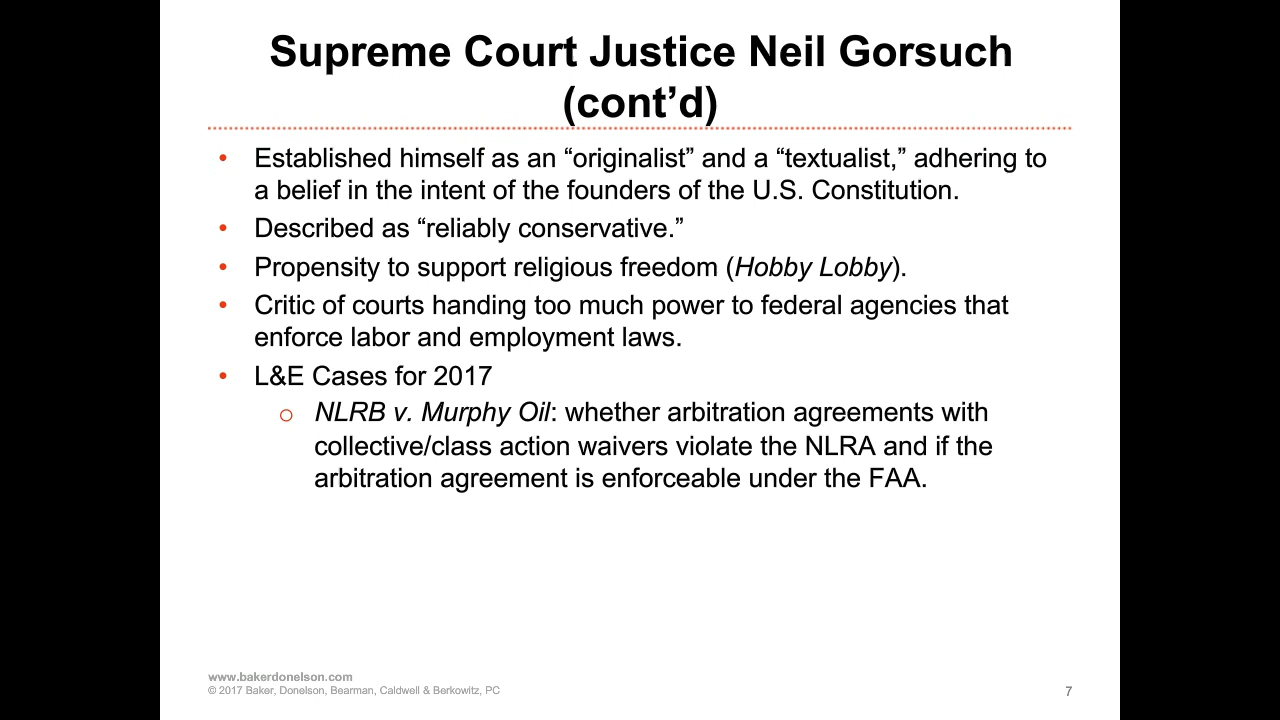 Supreme Court Justice Neil Gorsuch
(cont’d)
• Established himself as an “originalist” and a “textualist,” adhering to
a belief in the intent of the founders of the U.S. Constitution.
• Described as “reliably conservative.”
• Propensity to support religious freedom (Hobby Lobby).
• Critic of courts handing too much power to federal agencies that
enforce labor and employment laws.
• L&E Cases for 2017
o NLRB v. Murphy Oil: whether arbitration agreements with
collective/class action waivers violate the NLRA and if the
arbitration agreement is enforceable under the FAA.
www.bakerdonelson.com
© 2017 Baker, Donelson, Bearman, Caldwell & Berkowitz, PC
7